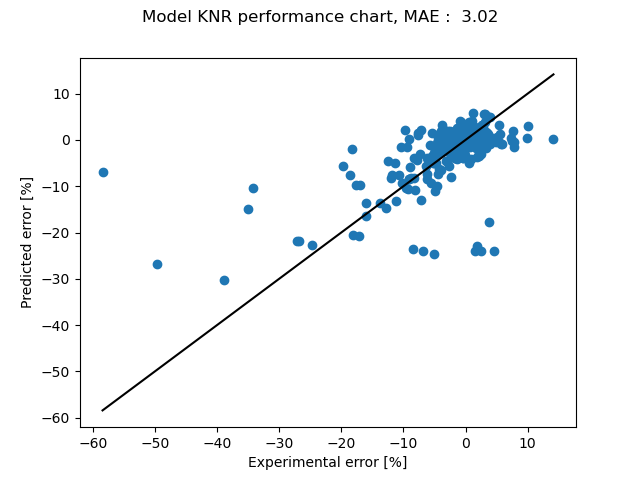 Model KNR performance chart, MAE :  3.02
10
0
−10
−20
−30
−40
−50
−60
Predicted error [%]
−60 −50 −40 −30 −20 −10 0 10
Experimental error [%]